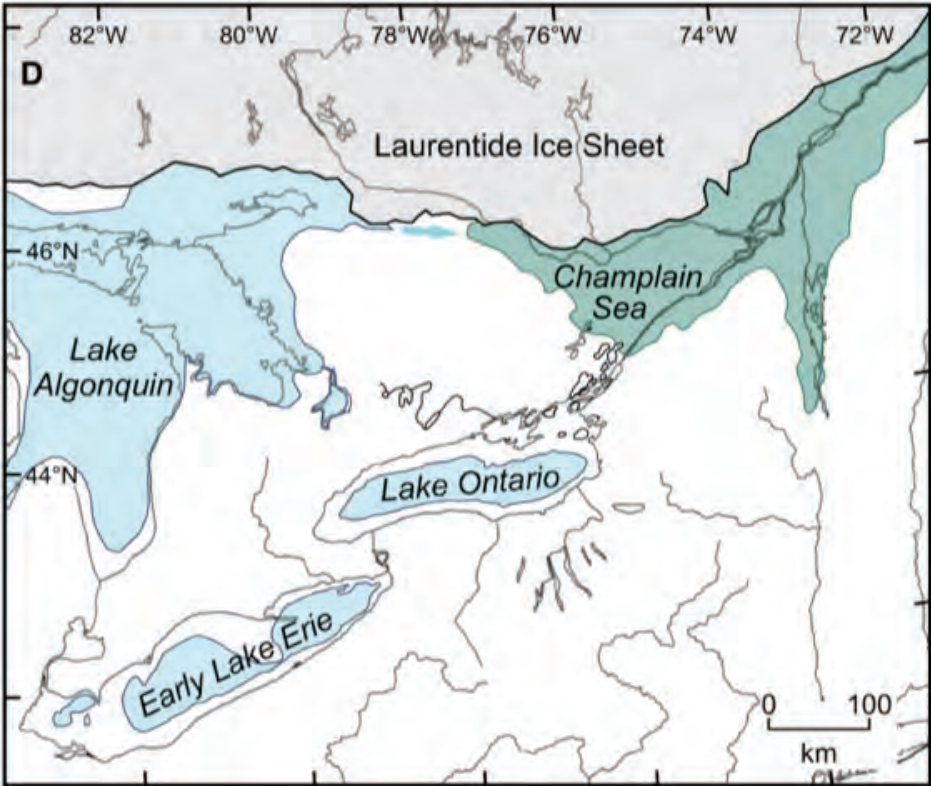 82°W 80°W 78°W 76°W 74°W 72°W
D
Laurentide Ice Sheet
46°N
Champlain
Sea
Lake
Algonquin
44°N
Lake Ontario
Early Lake Erie
0 100
km